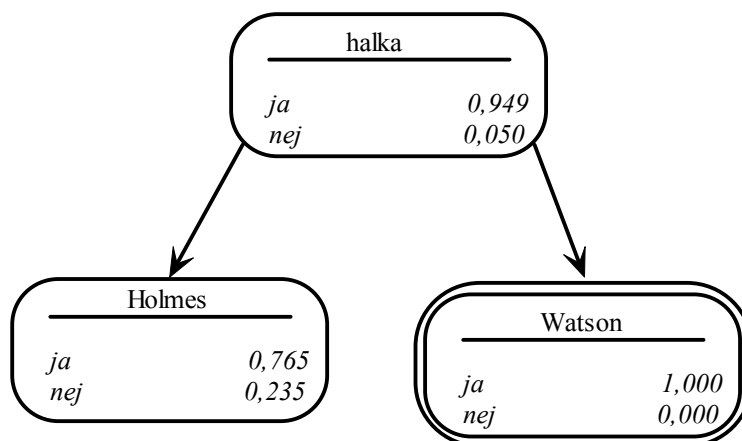 halka
ja 0,949
nej 0,050
Holmes
ja 0,765
nej 0,235
Watson
ja 1,000
nej 0,000